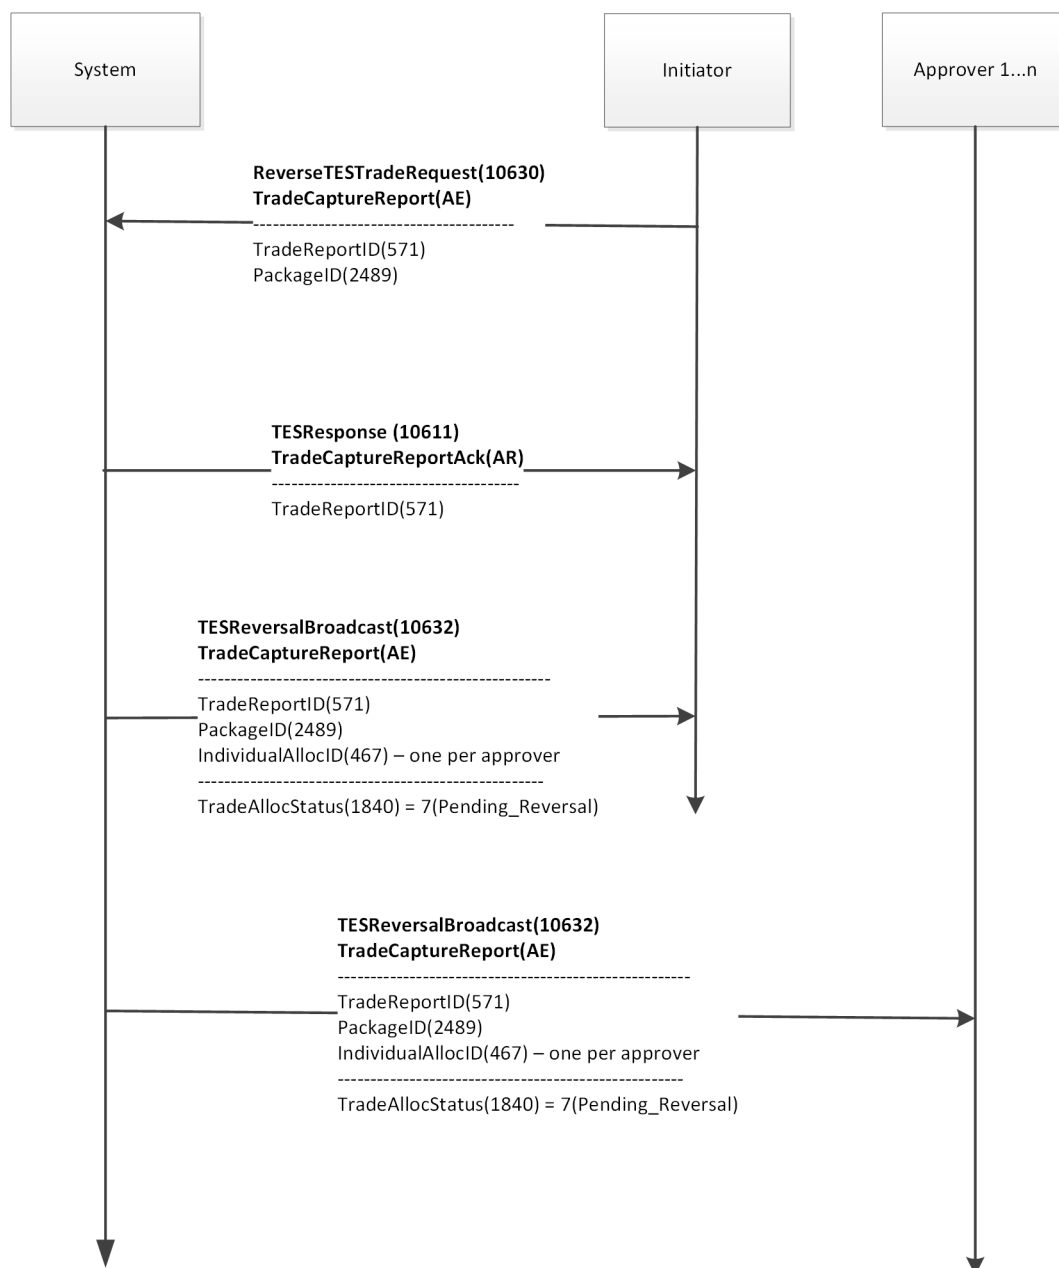 System
Initiator
Approver 1...n
ReverseTESTradeRequest(10630)
TradeCaptureReport(AE)
----------------------------------------
TradeReportID(571)
PackageID(2489)
TESResponse (10611)
TradeCaptureReportAck(AR)
--------------------------------------
TradeReportID(571)
TESReversalBroadcast(10632)
TradeCaptureReport(AE)
------------------------------------------------------
TradeReportID(571)
PackageID(2489)
IndividualAllocID(467) – one per approver
-----------------------------------------------------
TradeAllocStatus(1840) = 7(Pending_Reversal)
TESReversalBroadcast(10632)
TradeCaptureReport(AE)
------------------------------------------------------
TradeReportID(571)
PackageID(2489)
IndividualAllocID(467) – one per approver
-----------------------------------------------------
TradeAllocStatus(1840) = 7(Pending_Reversal)